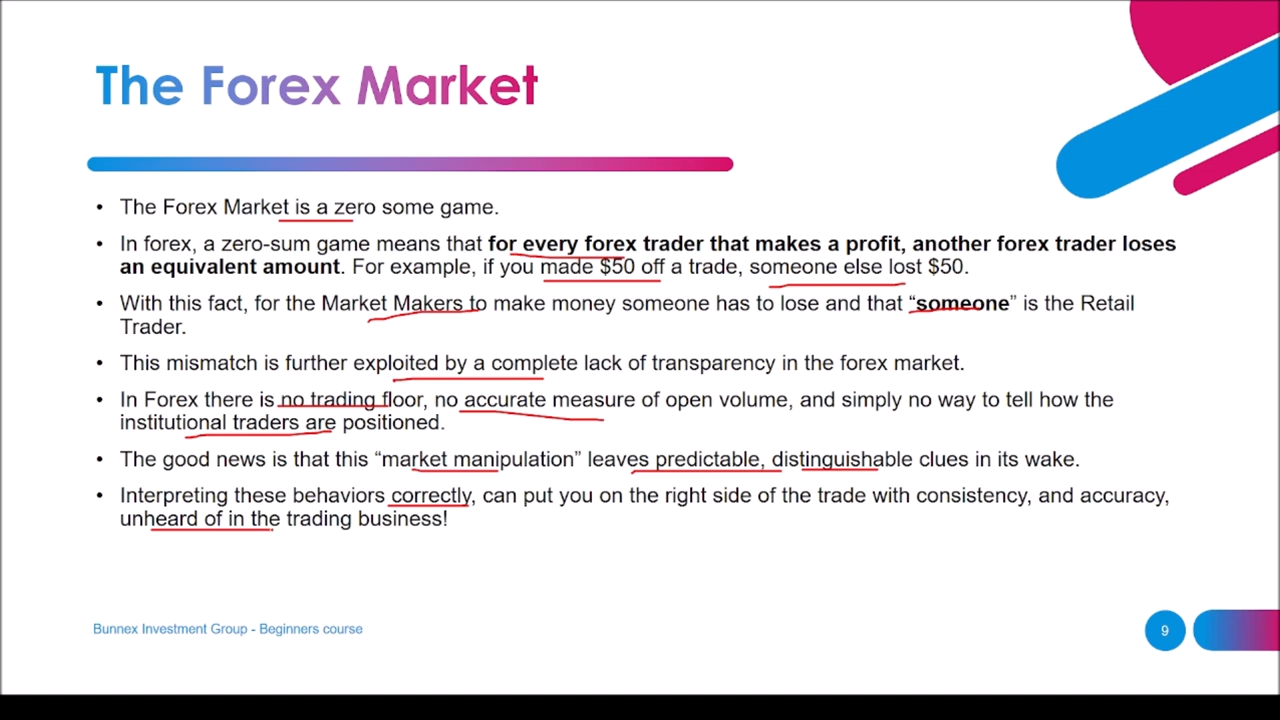 The Forex Market
• The Forex Market is a zero some game.
• In forex, a zero-sum game means that for every forex trader that makes a profit, another forex trader loses
an equivalent amount. For example, if you made $50 off a trade, someone else lost $50.
• With this fact, for the Market Makers to make money someone has to lose and that “someone” is the Retail
Trader.
• This mismatch is further exploited by a complete lack of transparency in the forex market.
• In Forex there is no trading floor, no accurate measure of open volume, and simply no way to tell how the
institutional traders are positioned.
• The good news is that this “market manipulation” leaves predictable, distinguishable clues in its wake.
• Interpreting these behaviors correctly, can put you on the right side of the trade with consistency, and accuracy,
unheard of in the trading business!
Bunnex Investment Group - Beginners course
9